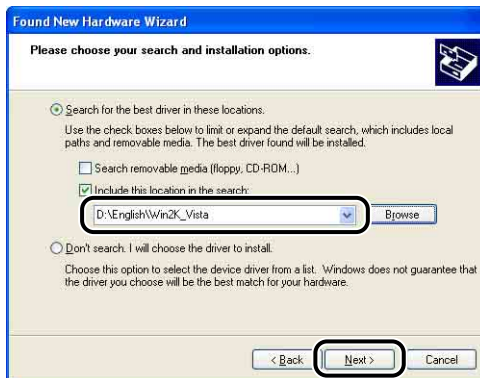 Found New Hardware Wizard
Please choose your search and installation options.
Search for the best driver in these locations.
Use the check boxes below to limit or expand the default search, which includes local
paths and removable media. The best driver found will be installed.
Search removable media (floppy, CD-ROM...)
Include this location in the search:
D:\English\Win2K_Vista
Browse
Don't search. I will choose the driver to install.
Choose this option to select the device driver from a list. Windows does not guarantee that
the driver you choose will be the best match for your hardware.
< Back Next > Cancel